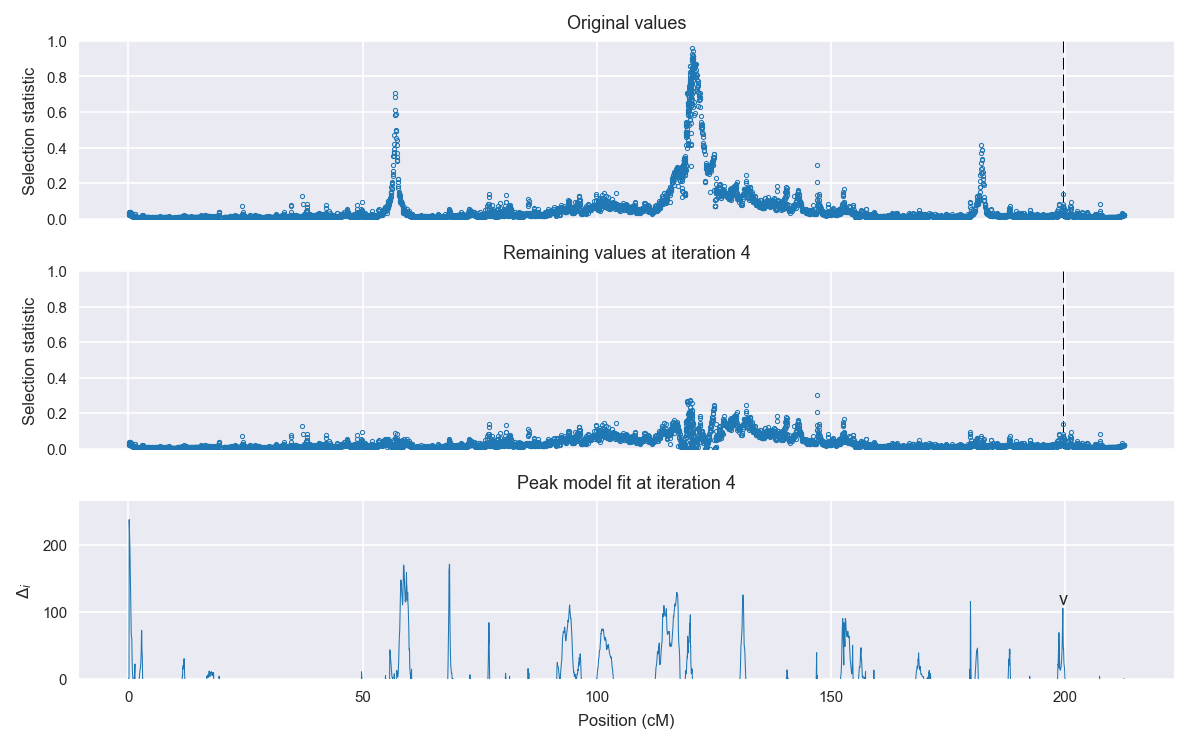 Original values
Selection statistic
1.0
0.8
0.6
0.4
0.2
0.0
Remaining values at iteration 4
Selection statistic
1.0
0.8
0.6
0.4
0.2
0.0
Peak model fit at iteration 4
Δi
200
100
0
v
0 50 100 150 200
Position (cM)